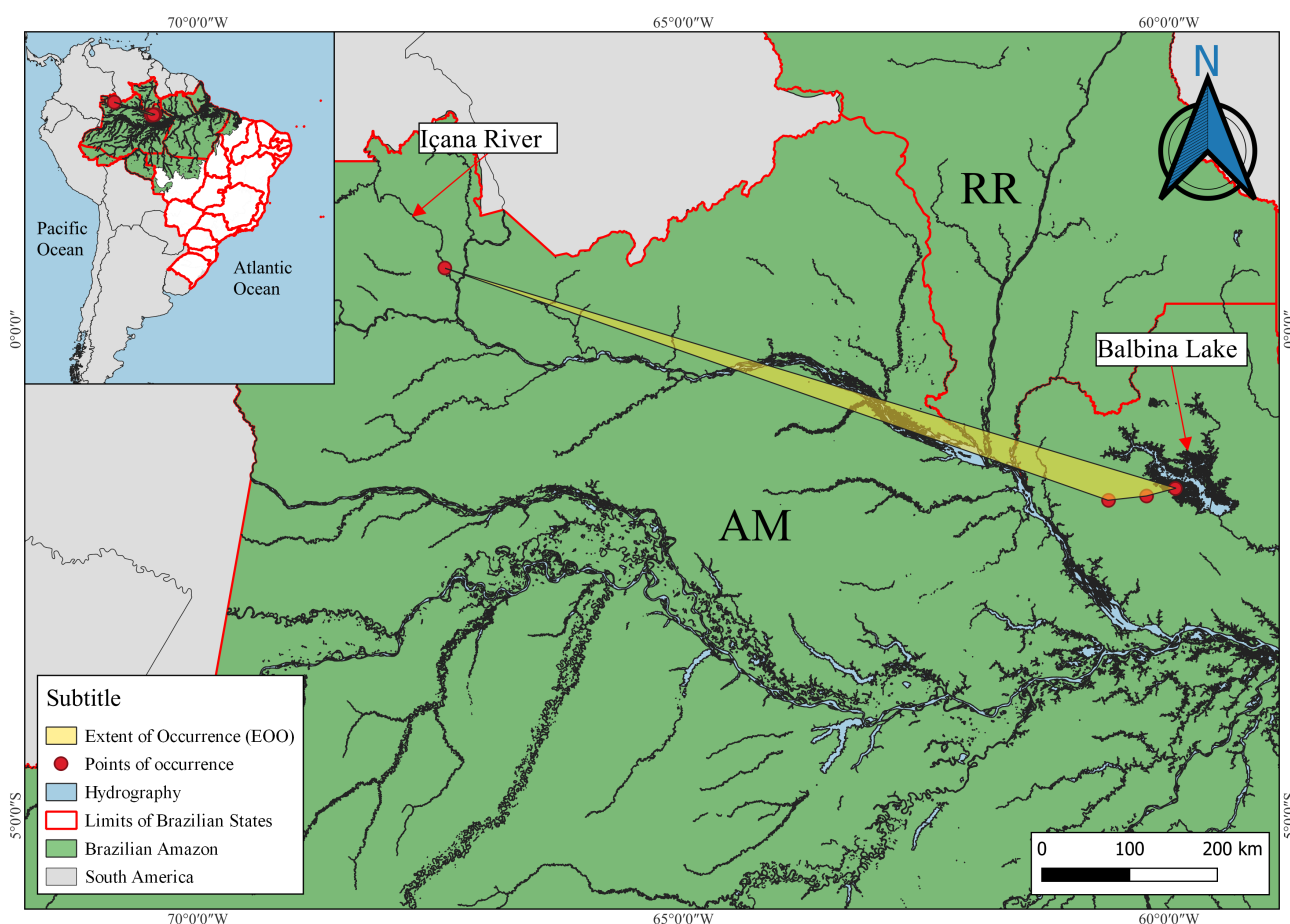 70°0'0"W 65°0'0"W 60°0'0"W
N
Içana River
RR
Pacific
Ocean
Atlantic
Ocean
0°0'0" 0°0'0"
Balbina Lake
AM
Subtitle
Extent of Occurrence (EOO)
Points of occurrence
Hydrography
Limits of Brazilian States
Brazilian Amazon
South America
5°0'0"S 5°0'0"S
0 100 200 km
70°0'0"W 65°0'0"W 60°0'0"W